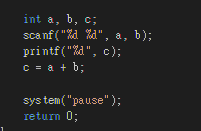 int a, b, c;
scanf("%d %d", a, b);
printf("%d", c);
c = a + b;
system("pause");
return 0;